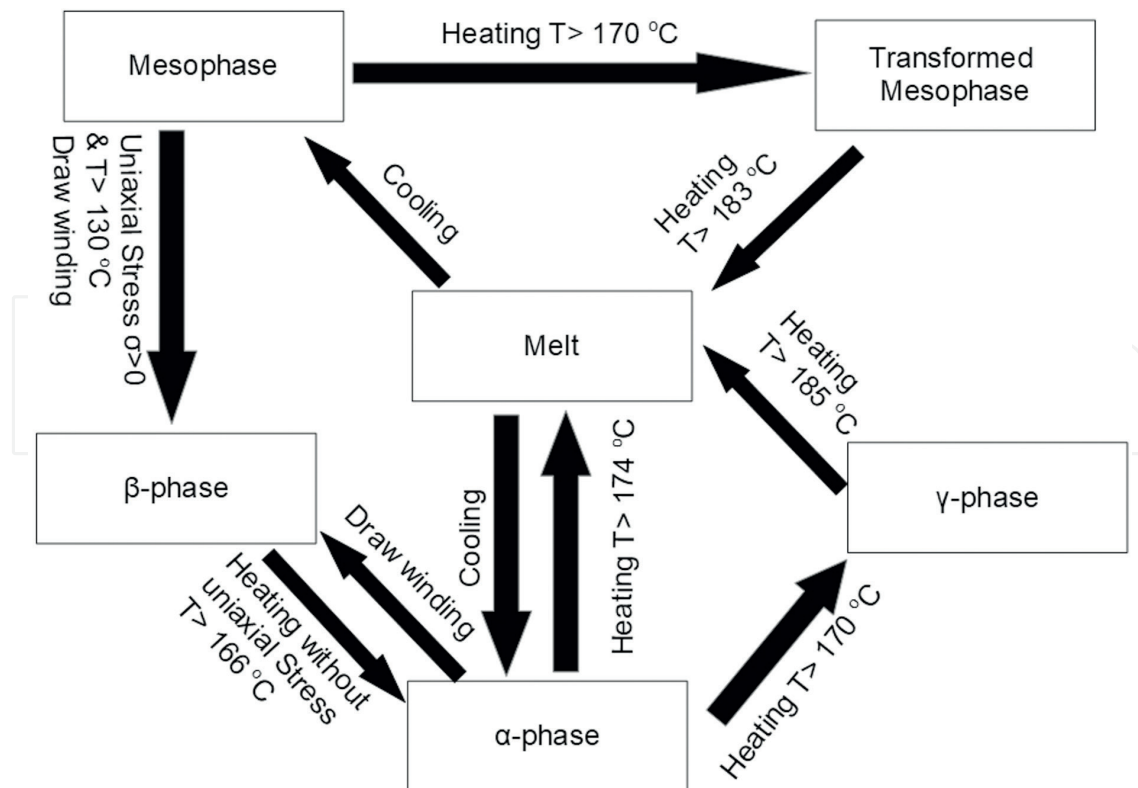 Mesophase
Heating T> 170 °C
Transformed
Mesophase
Uniaxial Stress σ>0
& T> 130 °C
Draw winding
Cooling
Heating
T> 183 °C
Melt
Heating
T> 185 °C
β-phase
Cooling
Heating T> 174 °C
γ-phase
Draw winding
Heating without
uniaxial Stress
T> 166 °C
α-phase
Heating T> 170 °C